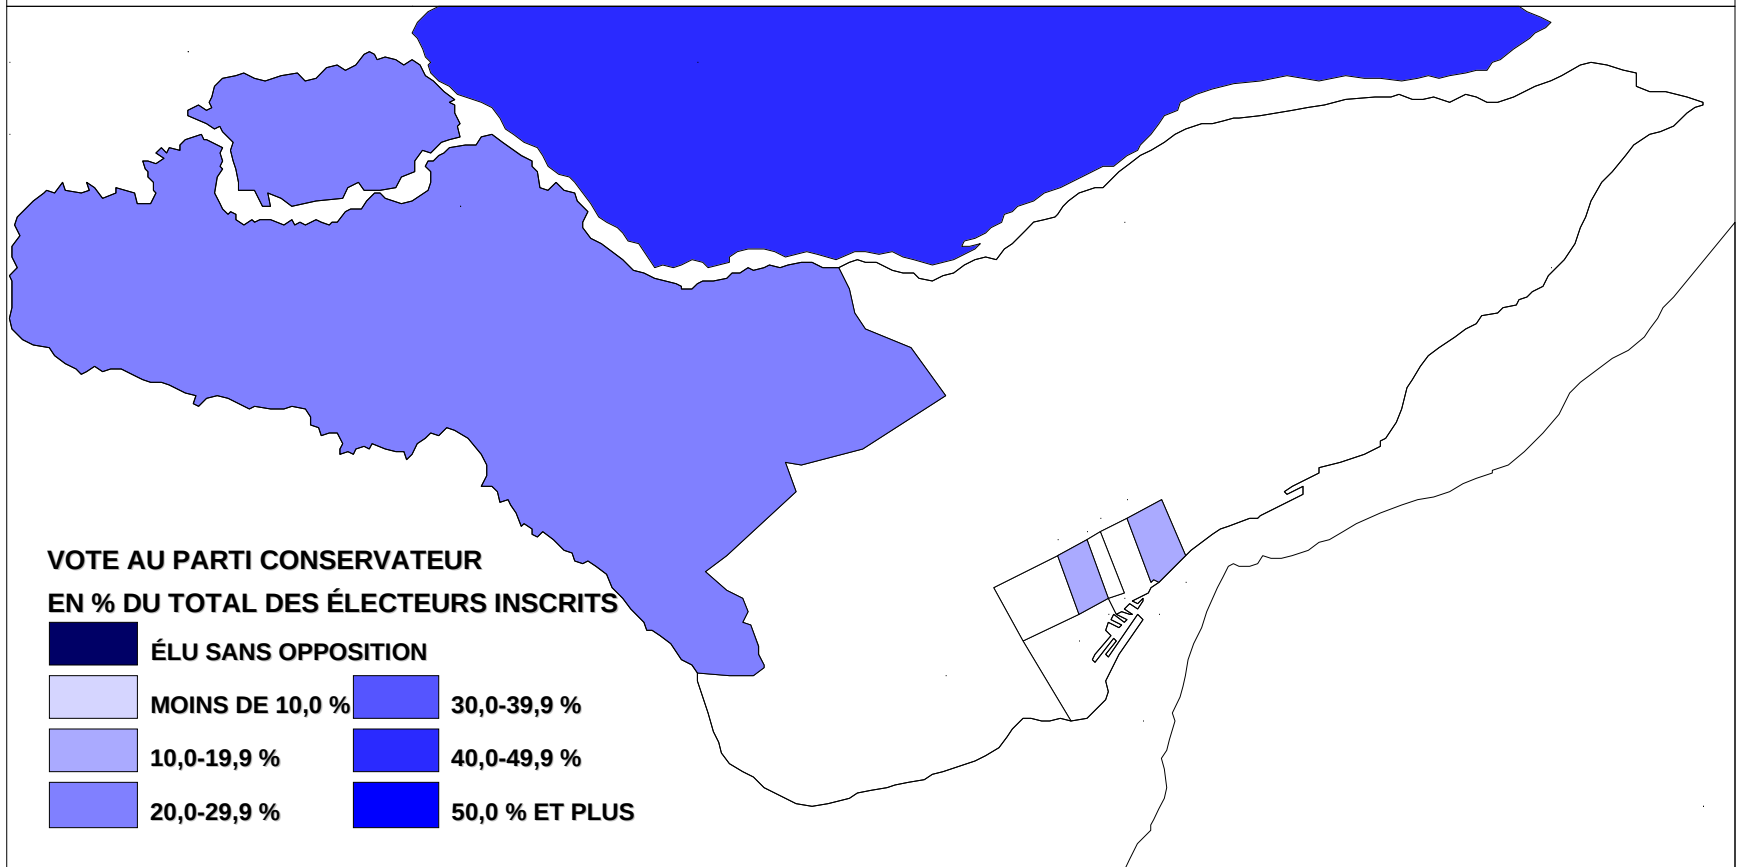 VOTE AU PARTI CONSERVATEUR
EN % DU TOTAL DES ÉLECTEURS INSCRITS
ÉLU SANS OPPOSITION
MOINS DE 10,0 %
10,0-19,9 %
20,0-29,9 %
30,0-39,9 %
40,0-49,9 %
50,0 % ET PLUS